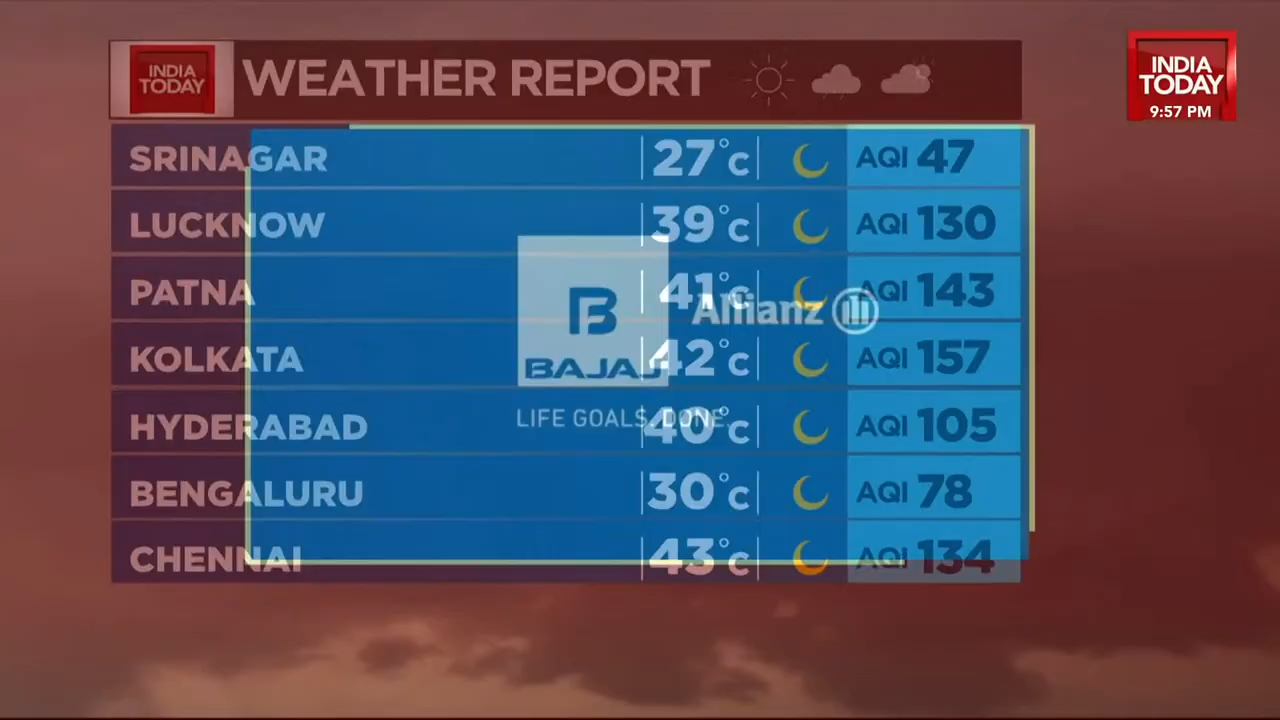 INDIA TODAY WEATHER REPORT
INDIA TODAY
9:57 PM
SRINAGAR 27°C AQI 47
LUCKNOW 39°C AQI 130
PATNA 41°C AQI 143
Allianz
KOLKATA 42°C AQI 157
BAJAJ
LIFE GOALS. DONE.
HYDERABAD 40°C AQI 105
BENGALURU 30°C AQI 78
CHENNAI 43°C AQI 134